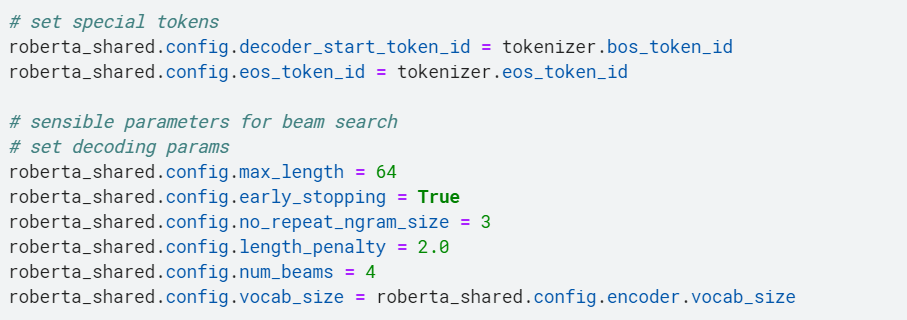 # set special tokens
roberta_shared.config.decoder_start_token_id = tokenizer.bos_token_id
roberta_shared.config.eos_token_id = tokenizer.eos_token_id
# sensible parameters for beam search
# set decoding params
roberta_shared.config.max_length = 64
roberta_shared.config.early_stopping = True
roberta_shared.config.no_repeat_ngram_size = 3
roberta_shared.config.length_penalty = 2.0
roberta_shared.config.num_beams = 4
roberta_shared.config.vocab_size = roberta_shared.config.encoder.vocab_size